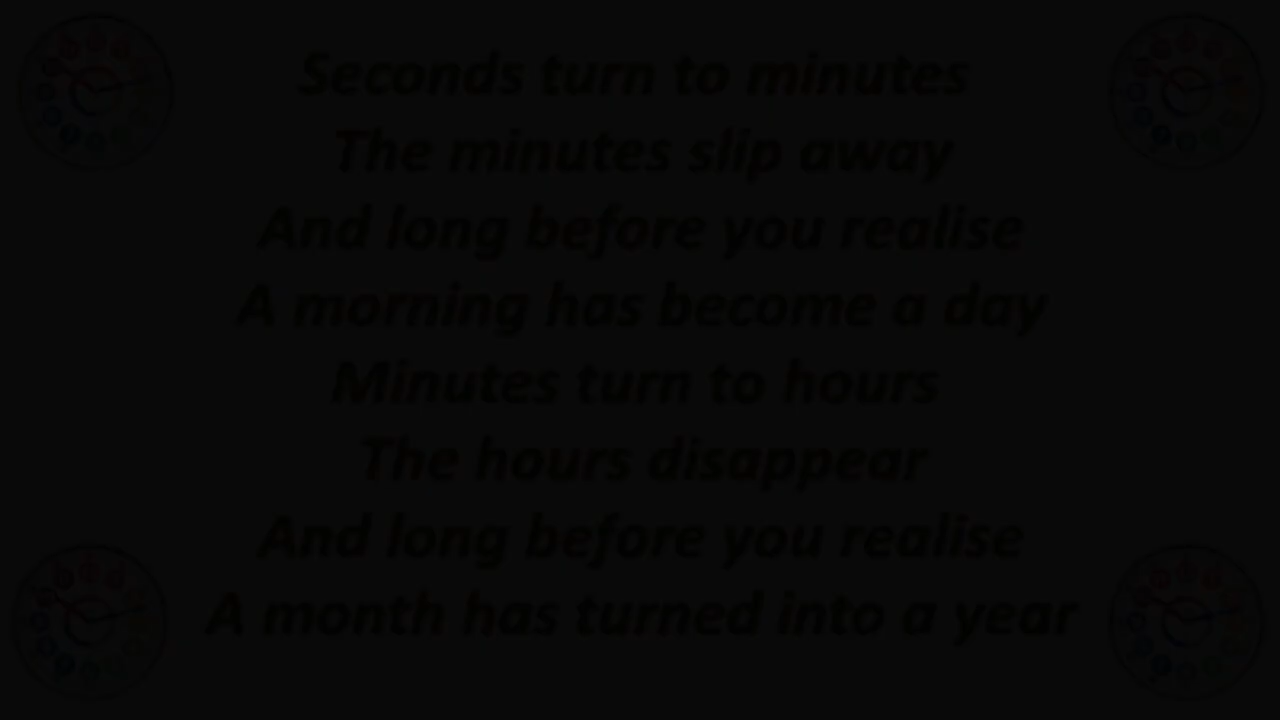 Seconds turn to minutes
The minutes slip away
And long before you realise
A morning has become a day
Minutes turn to hours
The hours disappear
And long before you realise
A month has turned into a year